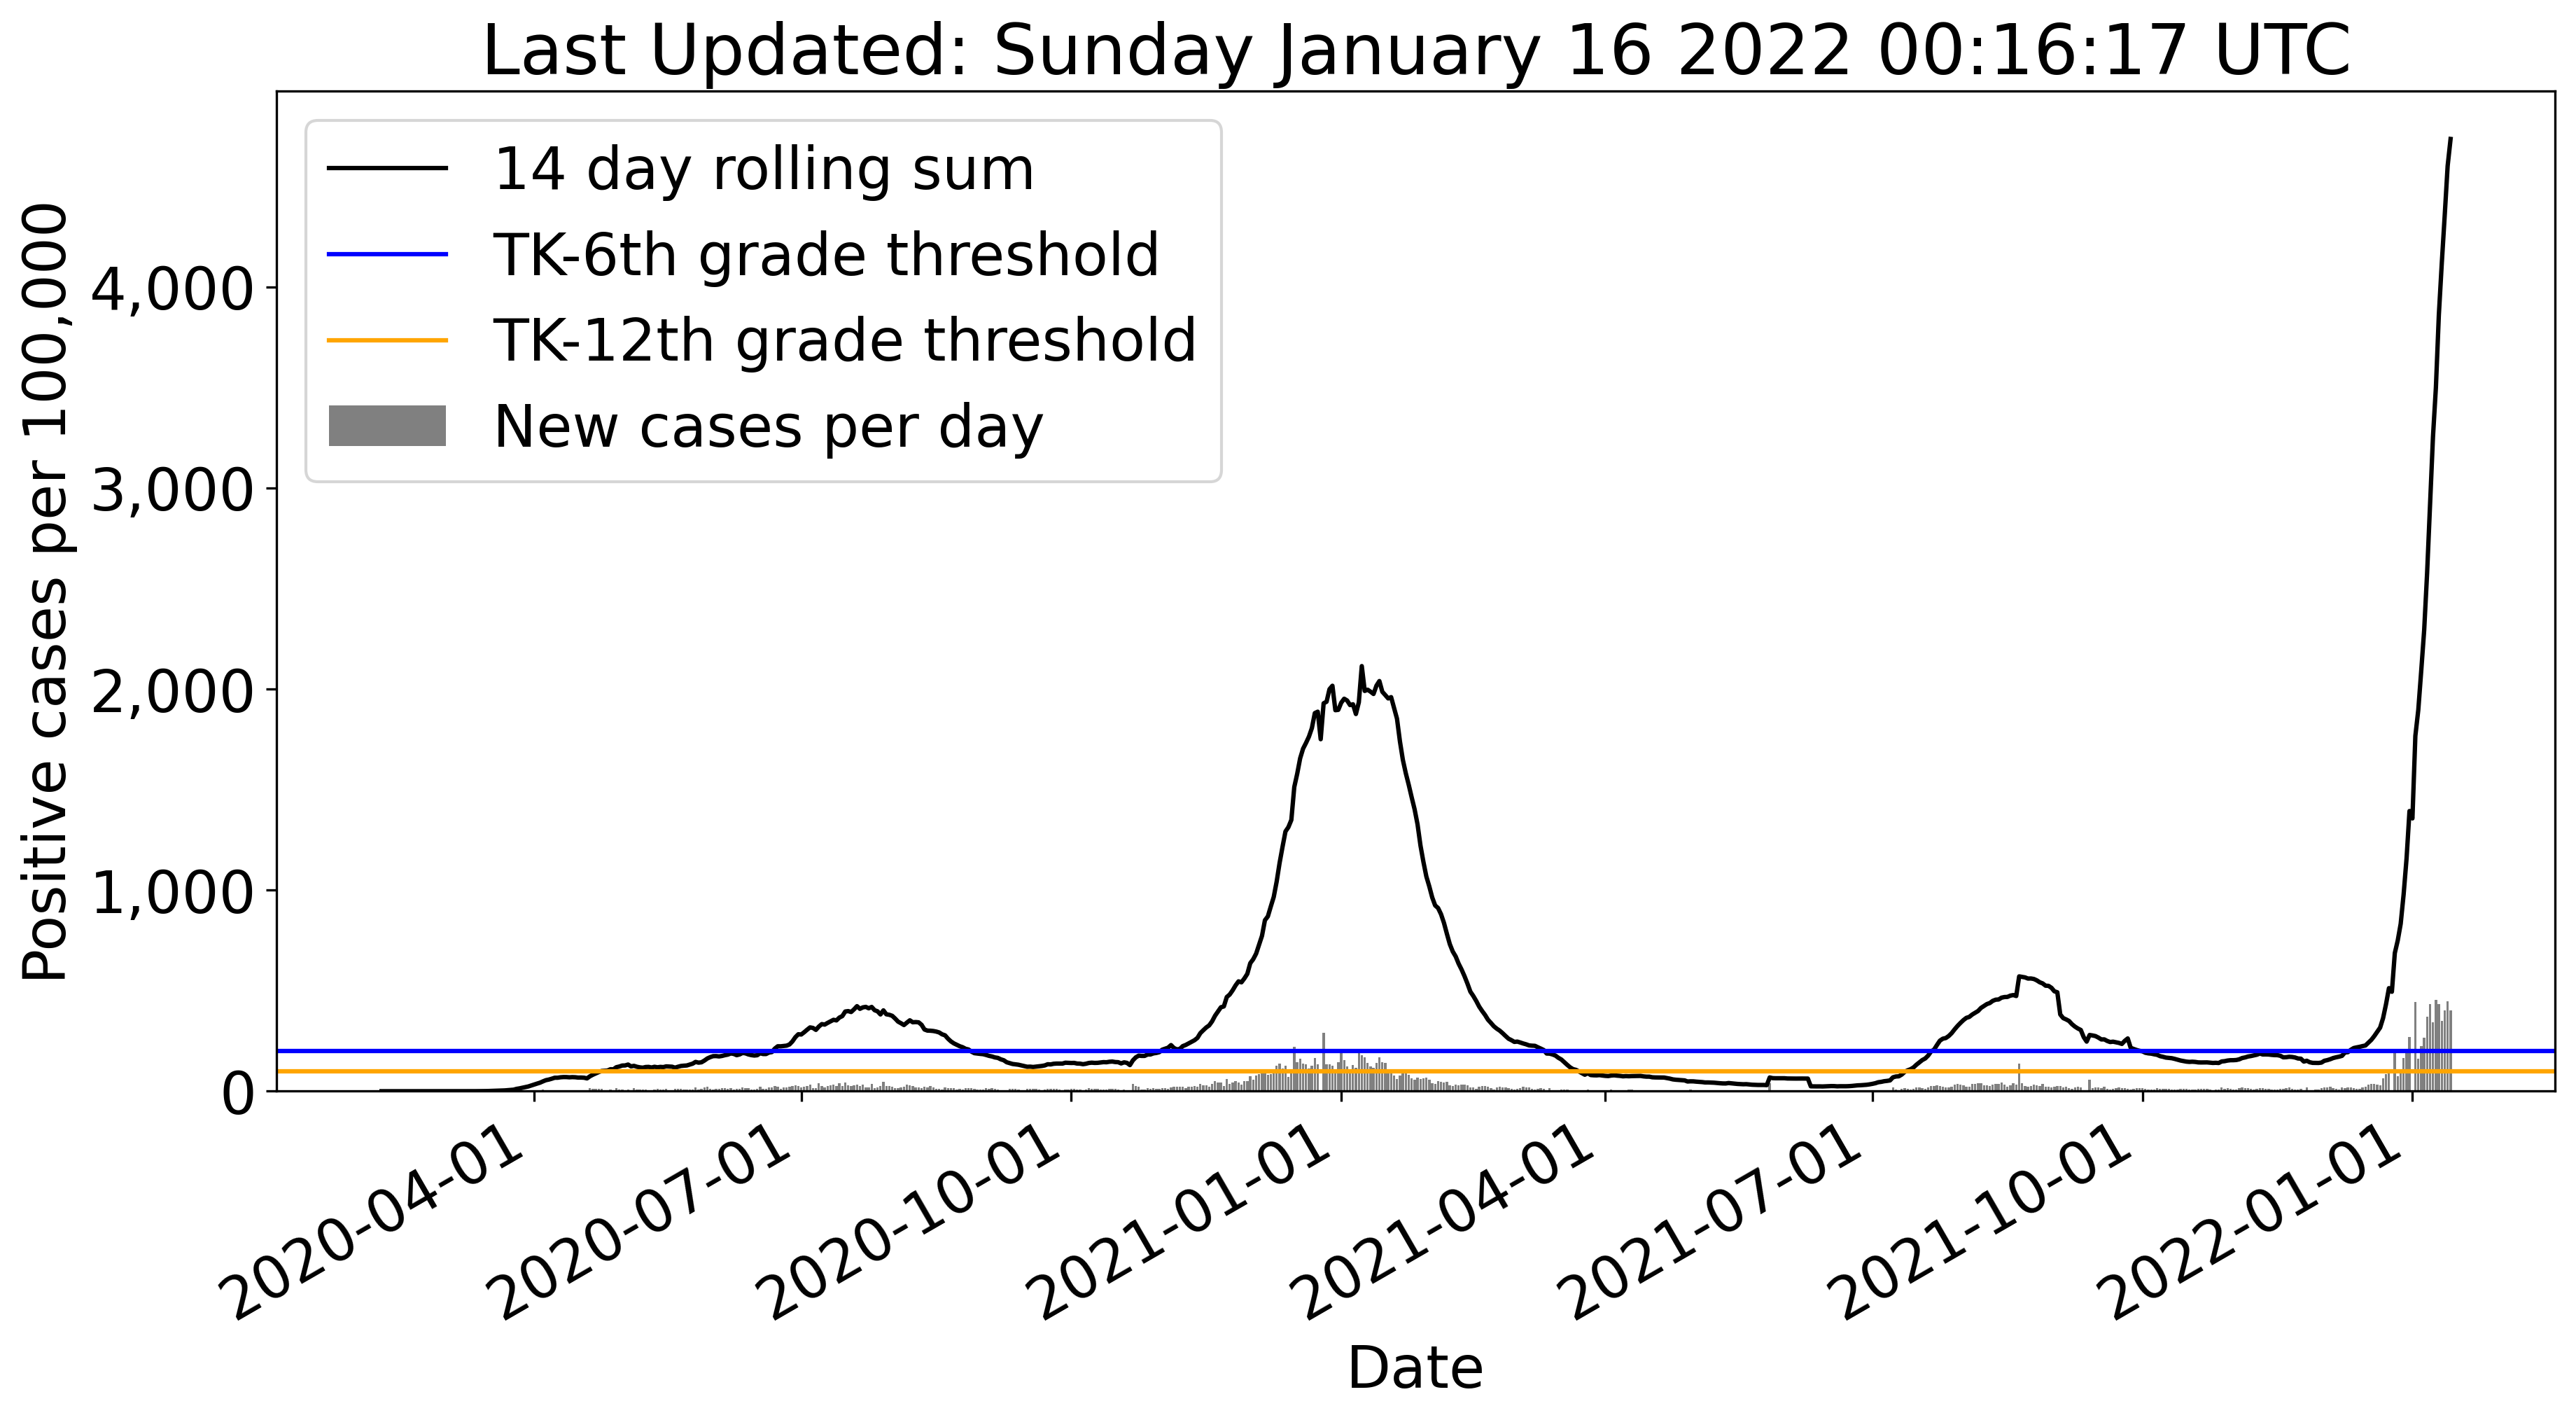 Last Updated: Sunday January 16 2022 00:16:17 UTC
14 day rolling sum
TK-6th grade threshold
TK-12th grade threshold
New cases per day
Positive cases per 100,000
4,000
3,000
2,000
1,000
0
2020-04-01
2020-07-01
2020-10-01
2021-01-01
2021-04-01
2021-07-01
2021-10-01
2022-01-01
Date